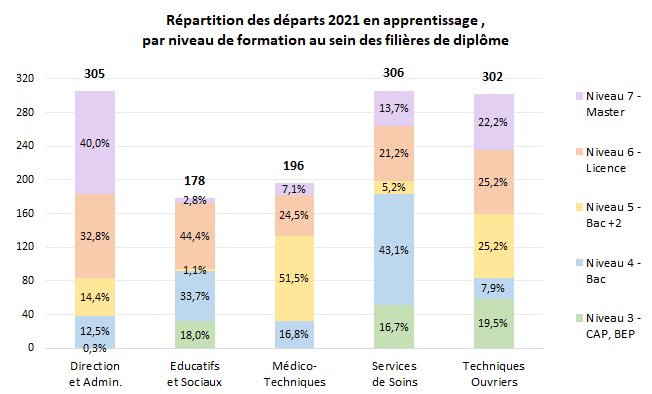 Répartition des départs 2021 en apprentissage ,
par niveau de formation au sein des filières de diplôme
305
178
196
306
302
320
280
240
200
160
120
80
40
0
40,0%
32,8%
14,4%
12,5%
0,3%
2,8%
44,4%
1,1%
33,7%
18,0%
7,1%
24,5%
51,5%
16,8%
13,7%
21,2%
5,2%
43,1%
16,7%
22,2%
25,2%
25,2%
7,9%
19,5%
Direction
et Admin.
Educatifs
et Sociaux
Médico-
Techniques
Services
de Soins
Techniques
Ouvriers
Niveau 7 -
Master
Niveau 6 -
Licence
Niveau 5 -
Bac +2
Niveau 4 -
Bac
Niveau 3 -
CAP, BEP